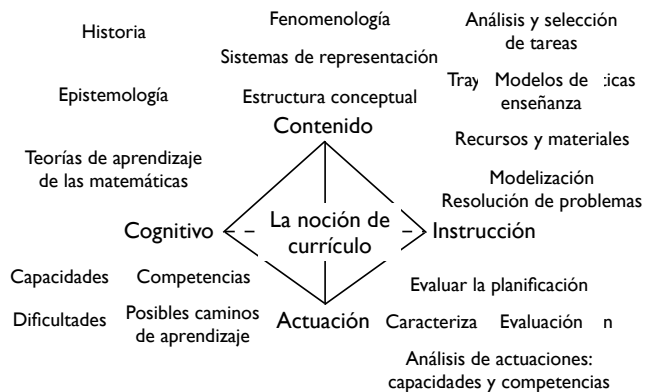 Historia
Fenomenología
Análisis y selección
de tareas
Sistemas de representación
Epistemología
Estructura conceptual
Modelos de
enseñanza
Contenido
Recursos y materiales
Teorías de aprendizaje
de las matemáticas
Modelización
Resolución de problemas
Cognitivo
La noción de
currículo
Instrucción
Capacidades
Competencias
Evaluar la planificación
Dificultades
Posibles caminos
de aprendizaje
Actuación
Caracteriza
Evaluación
Análisis de actuaciones:
capacidades y competencias